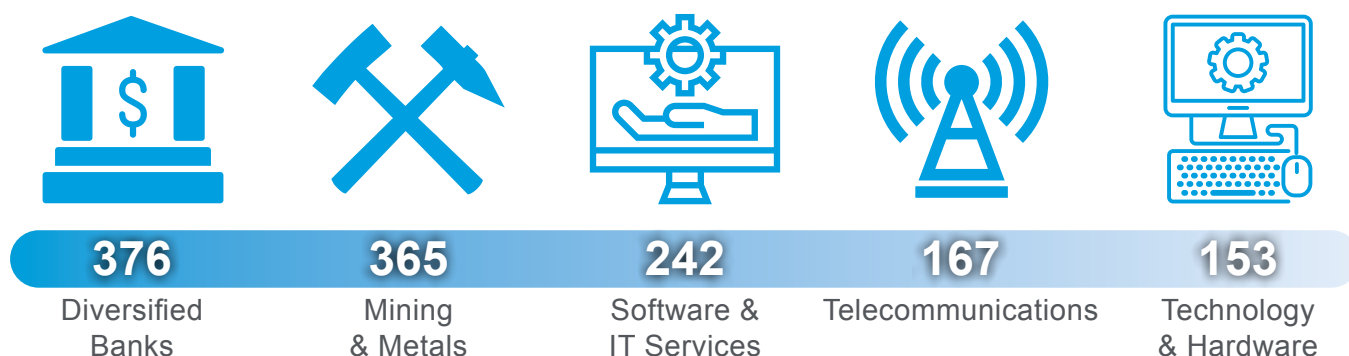 $
376
365
242
167
153
Diversified
Banks
Mining
& Metals
Software &
IT Services
Telecommunications
Technology
& Hardware